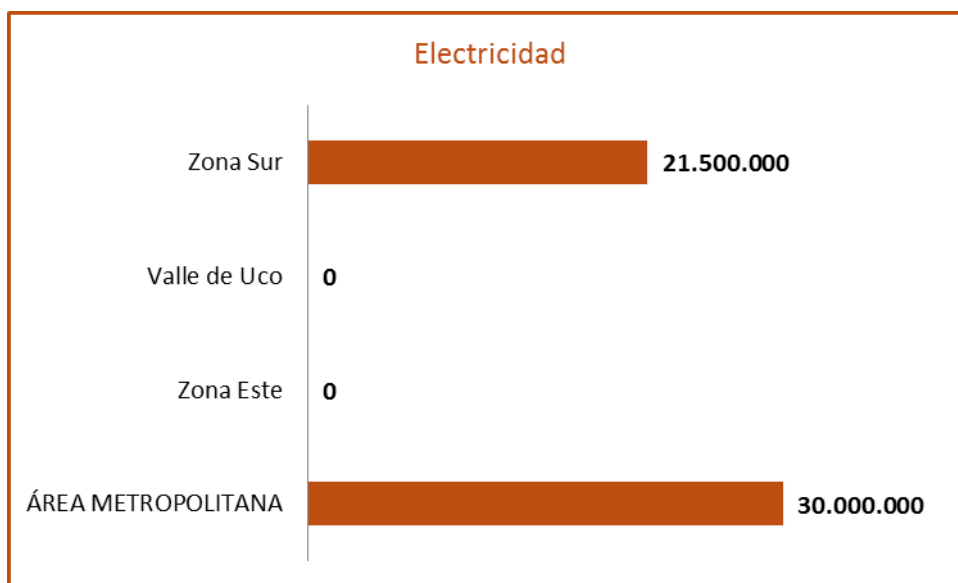 Electricidad
Zona Sur 21.500.000
Valle de Uco 0
Zona Este 0
ÁREA METROPOLITANA 30.000.000